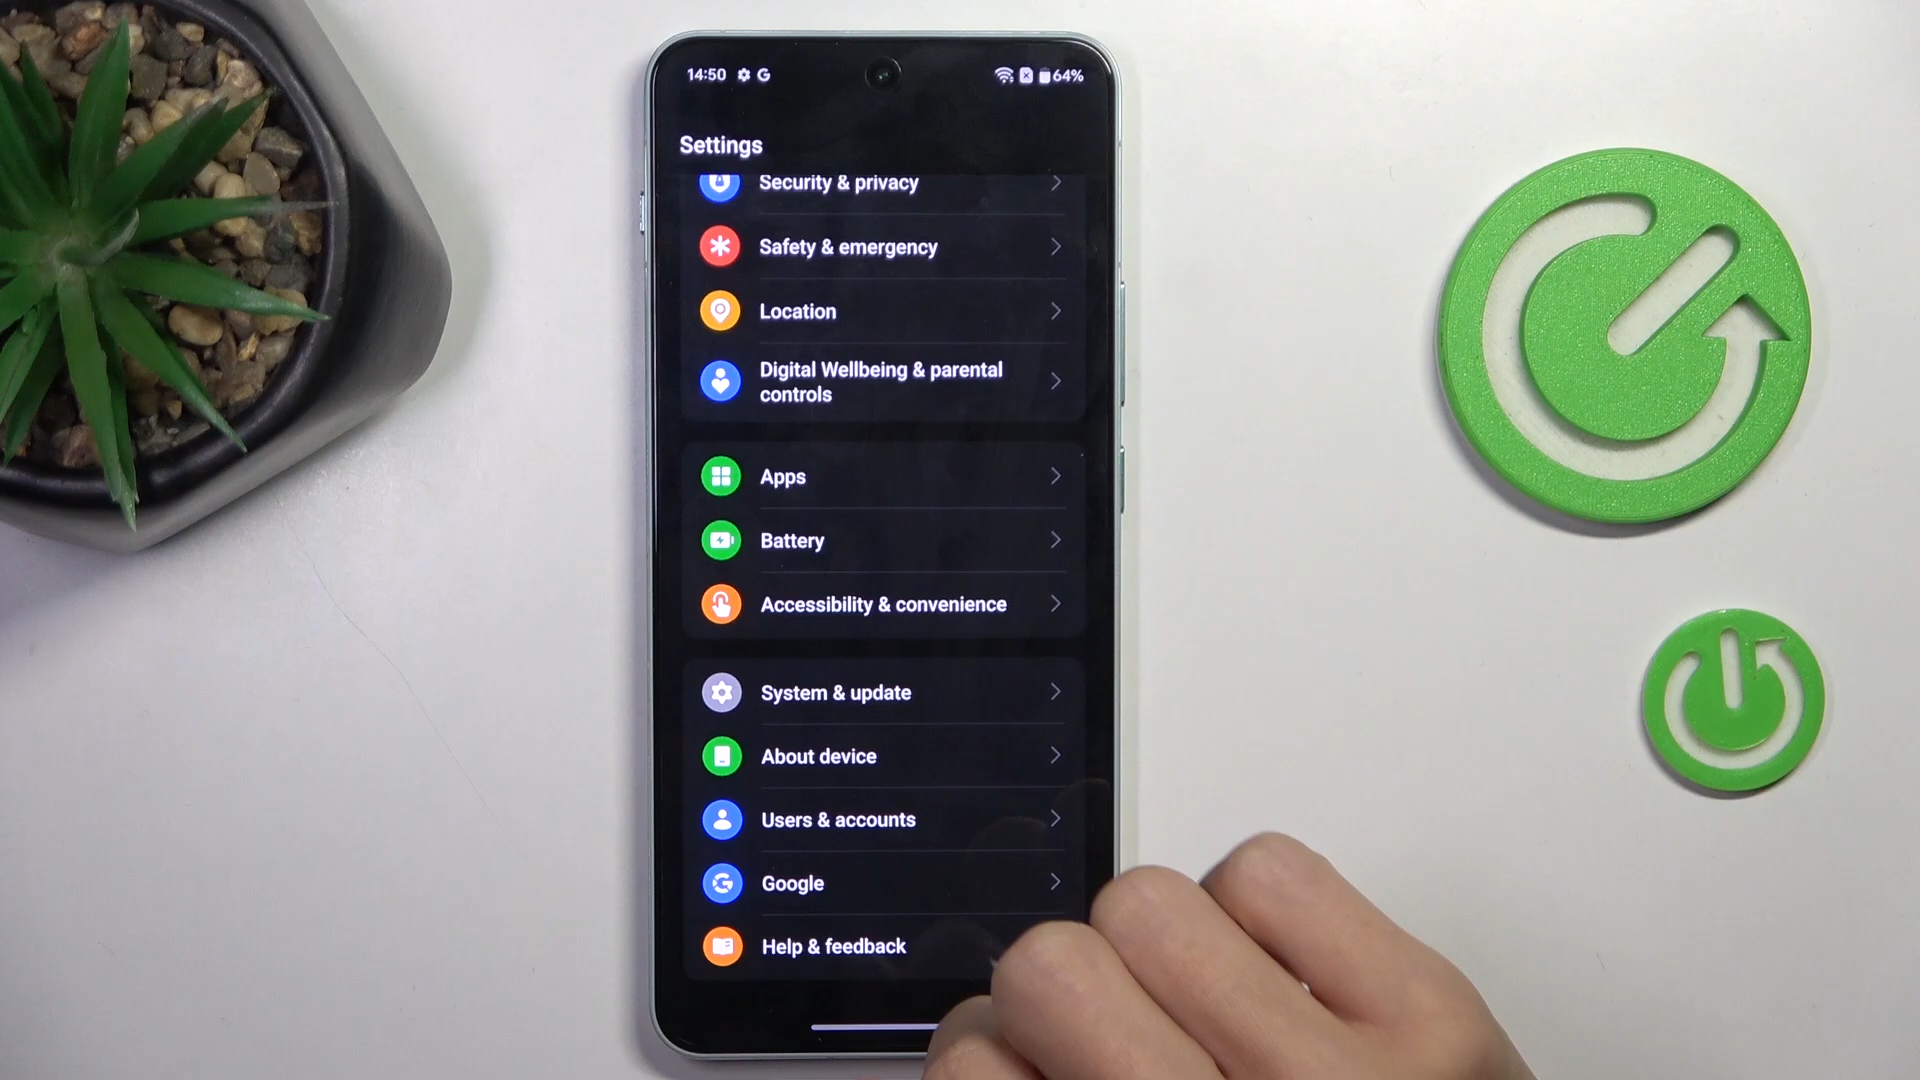 14:50
64%
Settings
Security & privacy
Safety & emergency
Location
Digital Wellbeing & parental
controls
Apps
Battery
Accessibility & convenience
System & update
About device
Users & accounts
Google
Help & feedback